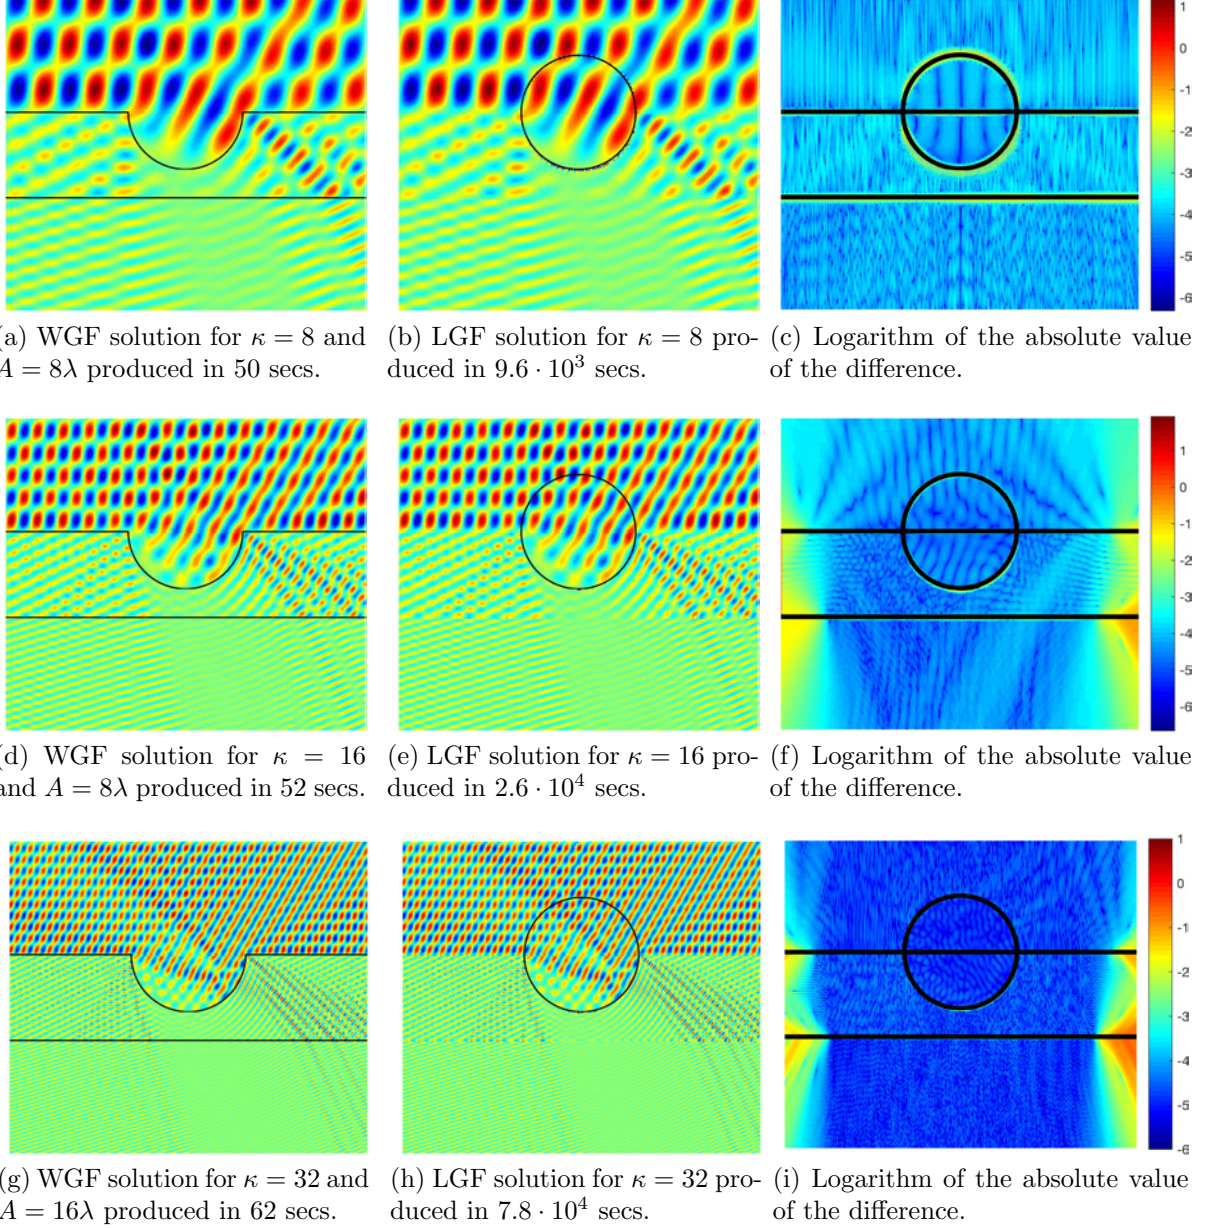 1
0
-1
-2
-3
-4
-5
-6
(a) WGF solution for κ = 8 and
A = 8λ produced in 50 secs.
(b) LGF solution for κ = 8 pro-
duced in 9.6 · 10³ secs.
(c) Logarithm of the absolute value
of the difference.
1
0
-1
-2
-3
-4
-5
-6
(d) WGF solution for κ = 16
and A = 8λ produced in 52 secs.
(e) LGF solution for κ = 16 pro-
duced in 2.6 · 10⁴ secs.
(f) Logarithm of the absolute value
of the difference.
1
0
-1
-2
-3
-4
-5
-6
(g) WGF solution for κ = 32 and
A = 16λ produced in 62 secs.
(h) LGF solution for κ = 32 pro-
duced in 7.8 · 10⁴ secs.
(i) Logarithm of the absolute value
of the difference.